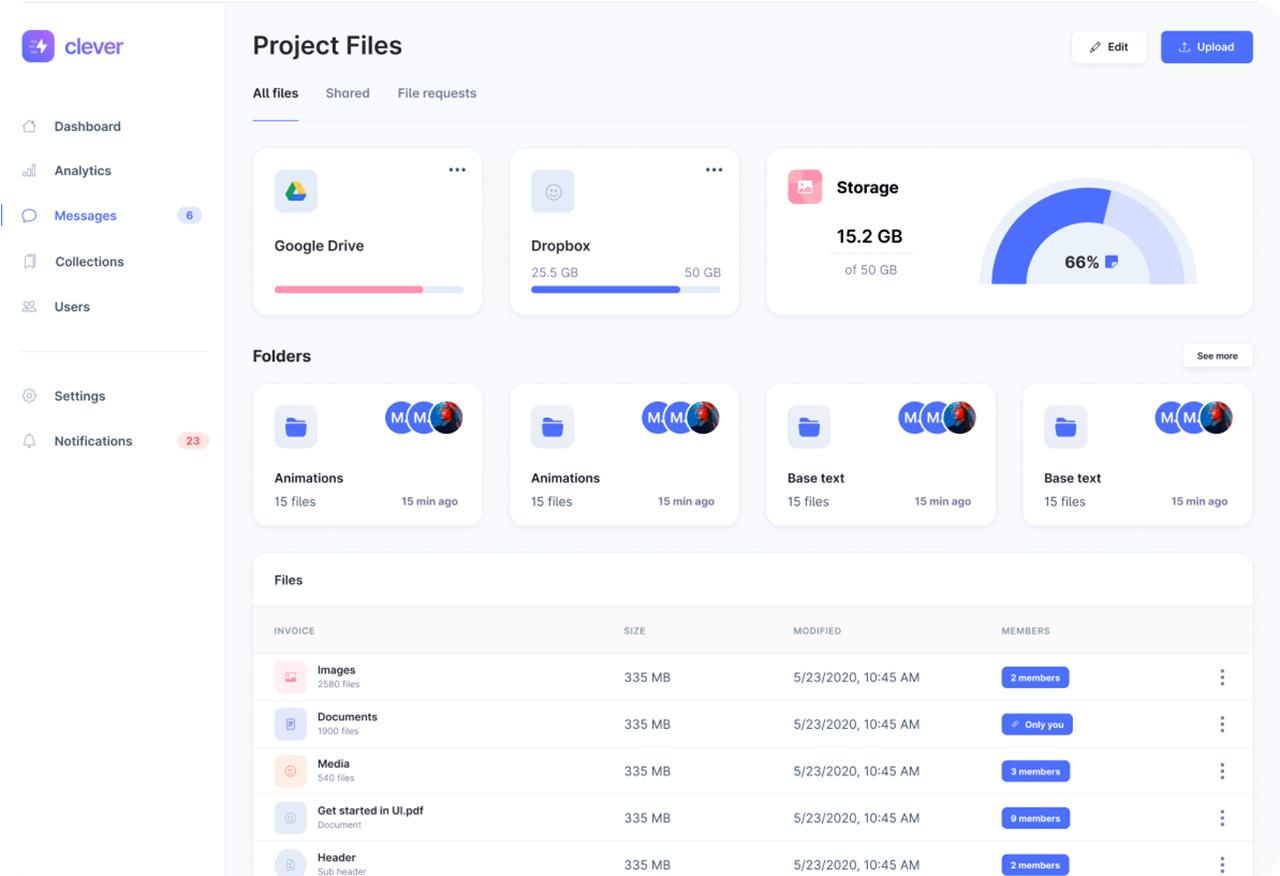 clever
Dashboard
Analytics
Messages 6
Collections
Users
Settings
Notifications 23
Project Files
Edit Upload
All files Shared File requests
Google Drive
Dropbox
25.5 GB 50 GB
Storage
15.2 GB
of 50 GB
66%
Folders
See more
M. M.
Animations
15 files 15 min ago
M. M.
Animations
15 files 15 min ago
M. M.
Base text
15 files 15 min ago
M. M.
Base text
15 files 15 min ago
Files
INVOICE SIZE MODIFIED MEMBERS
Images
2580 files
335 MB 5/23/2020, 10:45 AM 2 members
Documents
1900 files
335 MB 5/23/2020, 10:45 AM Only you
Media
540 files
335 MB 5/23/2020, 10:45 AM 3 members
Get started in UI.pdf
Document
335 MB 5/23/2020, 10:45 AM 9 members
Header
Sub header
335 MB 5/23/2020, 10:45 AM 2 members